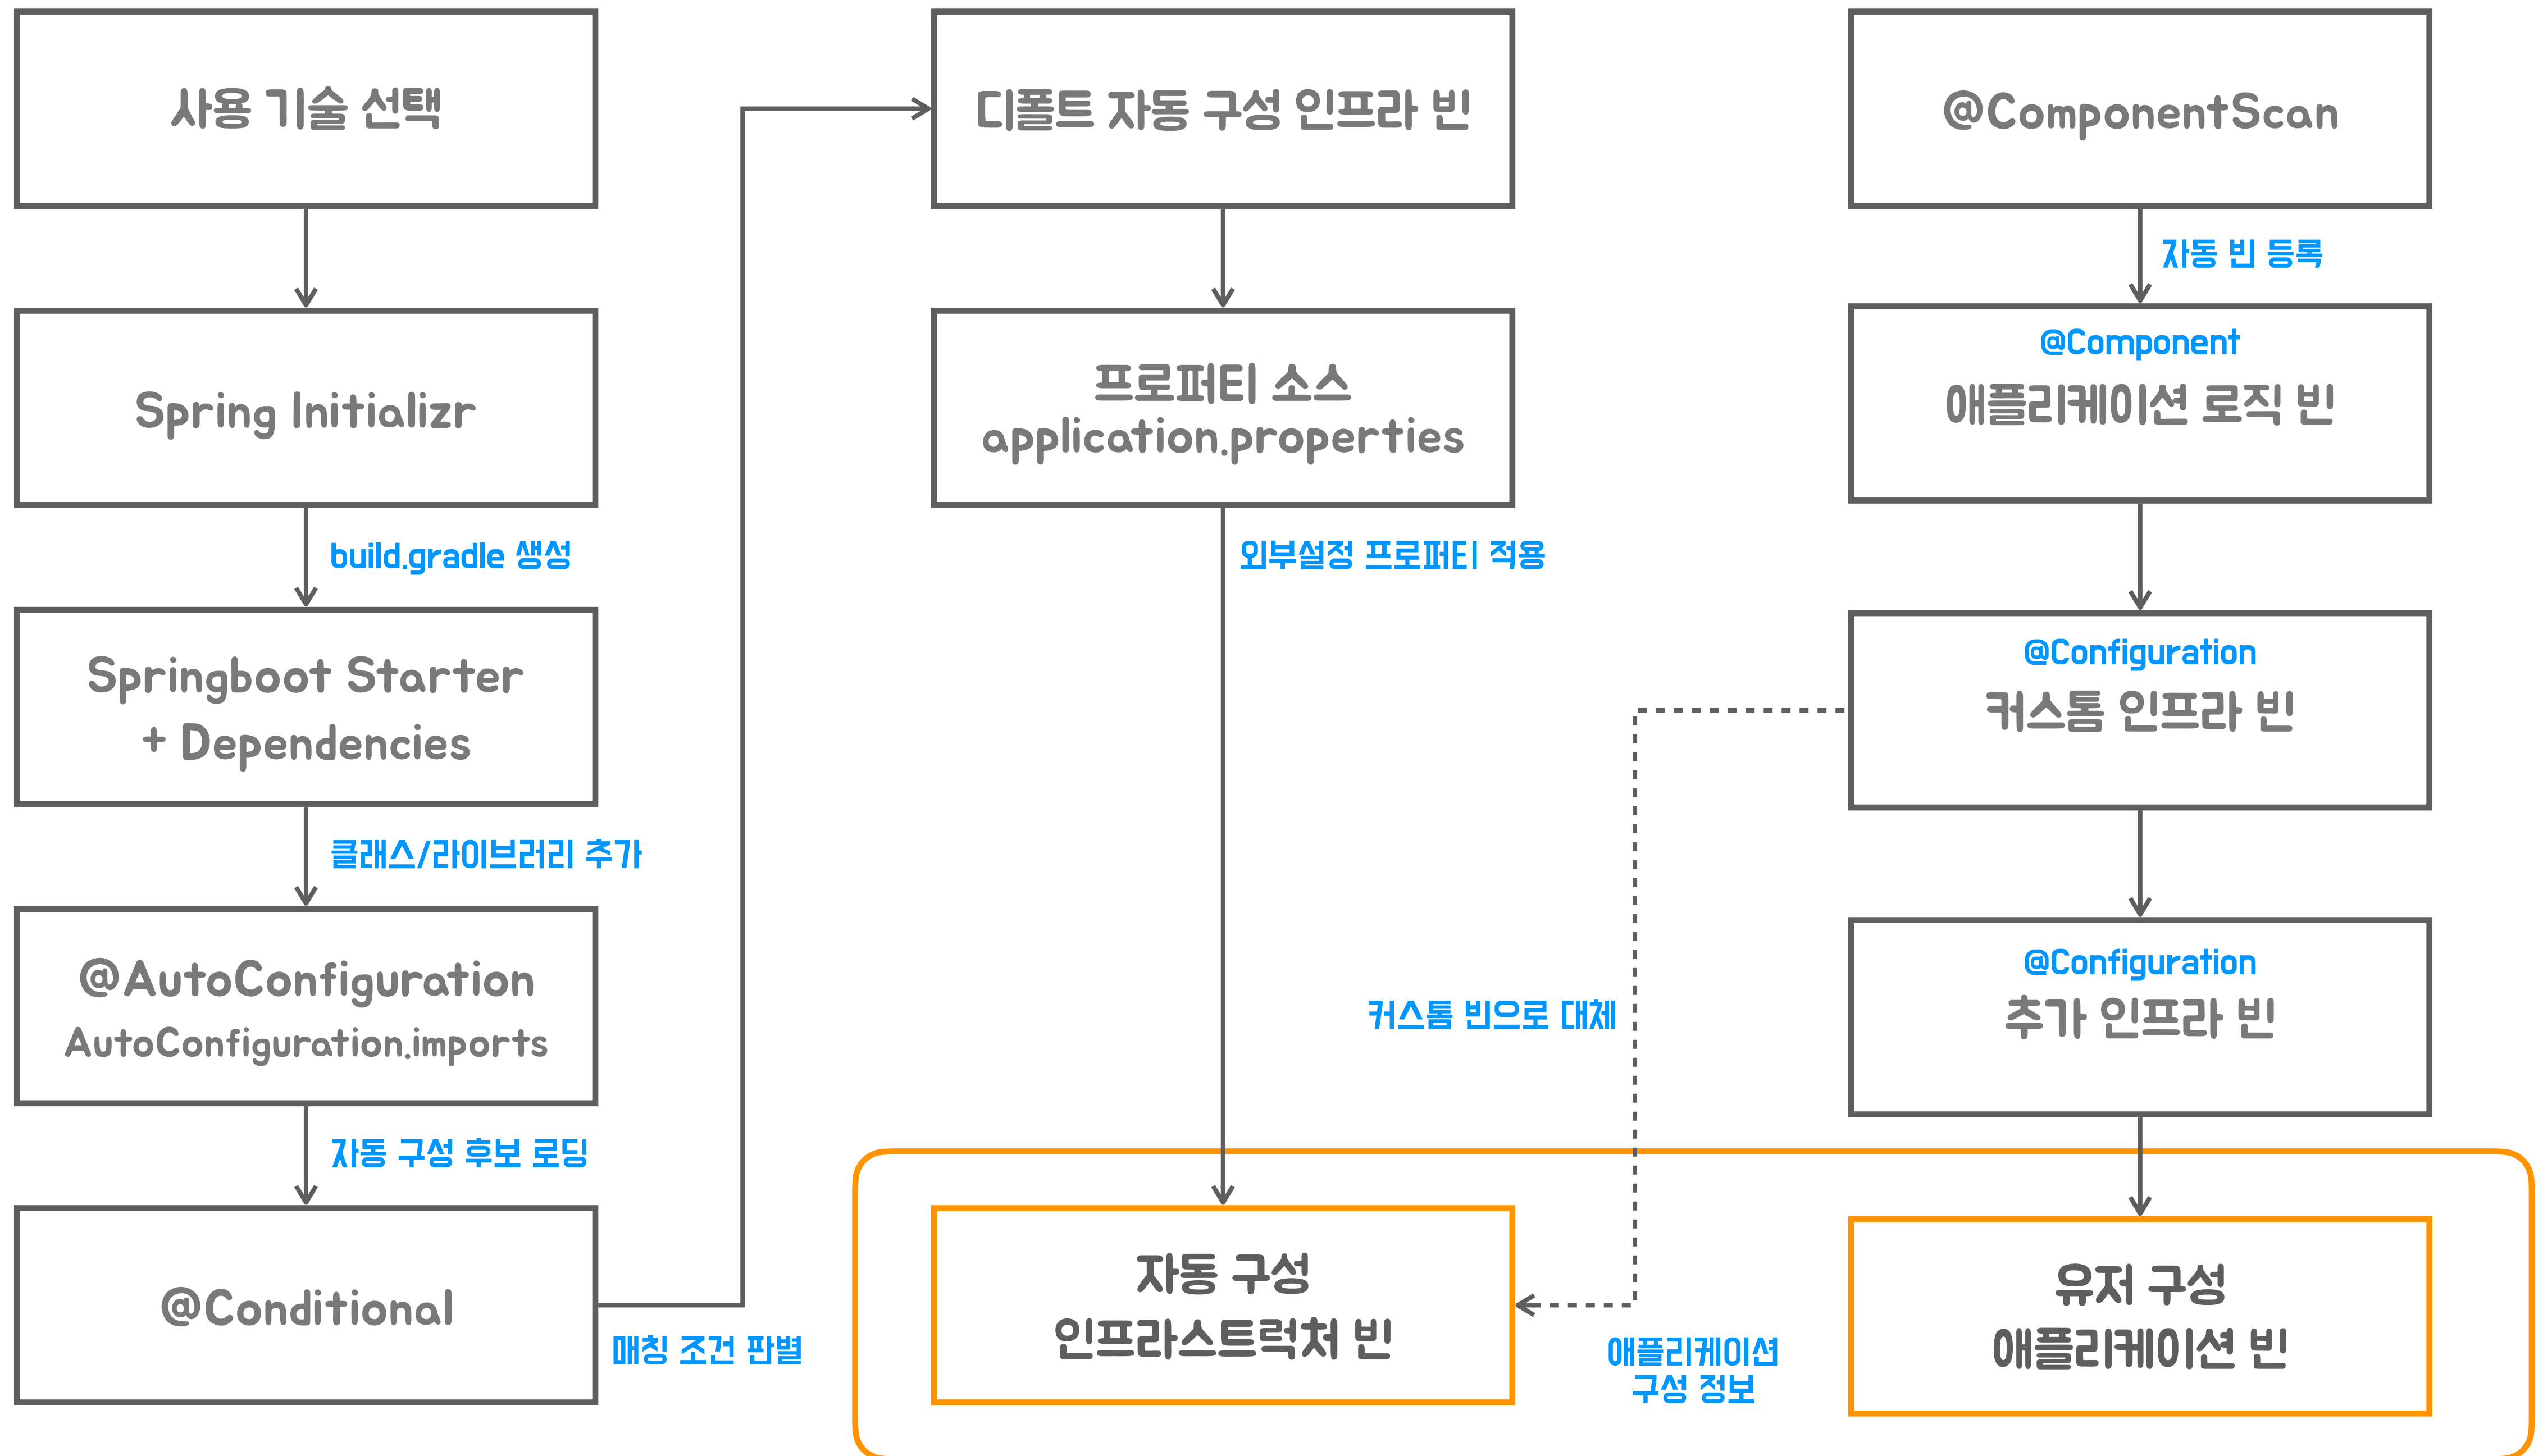 사용 기술 선택
Spring Initializr
build.gradle 생성
Springboot Starter
+ Dependencies
클래스/라이브러리 추가
@AutoConfiguration
AutoConfiguration.imports
자동 구성 후보 로딩
@Conditional
매칭 조건 판별
디폴트 자동 구성 인프라 빈
프로퍼티 소스
application.properties
외부설정 프로퍼티 적용
자동 구성
인프라스트럭처 빈
@ComponentScan
자동 빈 등록
@Component
애플리케이션 로직 빈
@Configuration
커스톰 인프라 빈
커스톰 빈으로 대체
@Configuration
추가 인프라 빈
애플리케이션
구성 정보
유저 구성
애플리케이션 빈